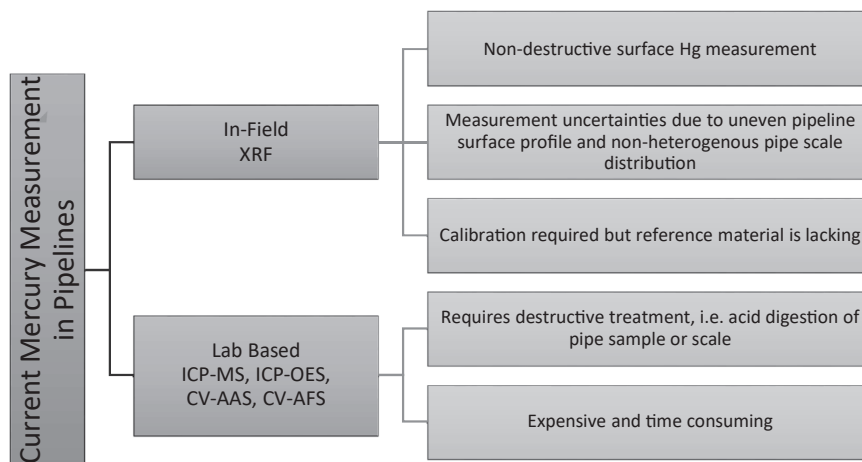 Current Mercury Measurement
in Pipelines
In-Field
XRF
Non-destructive surface Hg measurement
Measurement uncertainties due to uneven pipeline
surface profile and non-heterogenous pipe scale
distribution
Calibration required but reference material is lacking
Lab Based
ICP-MS, ICP-OES,
CV-AAS, CV-AFS
Requires destructive treatment, i.e. acid digestion of
pipe sample or scale
Expensive and time consuming